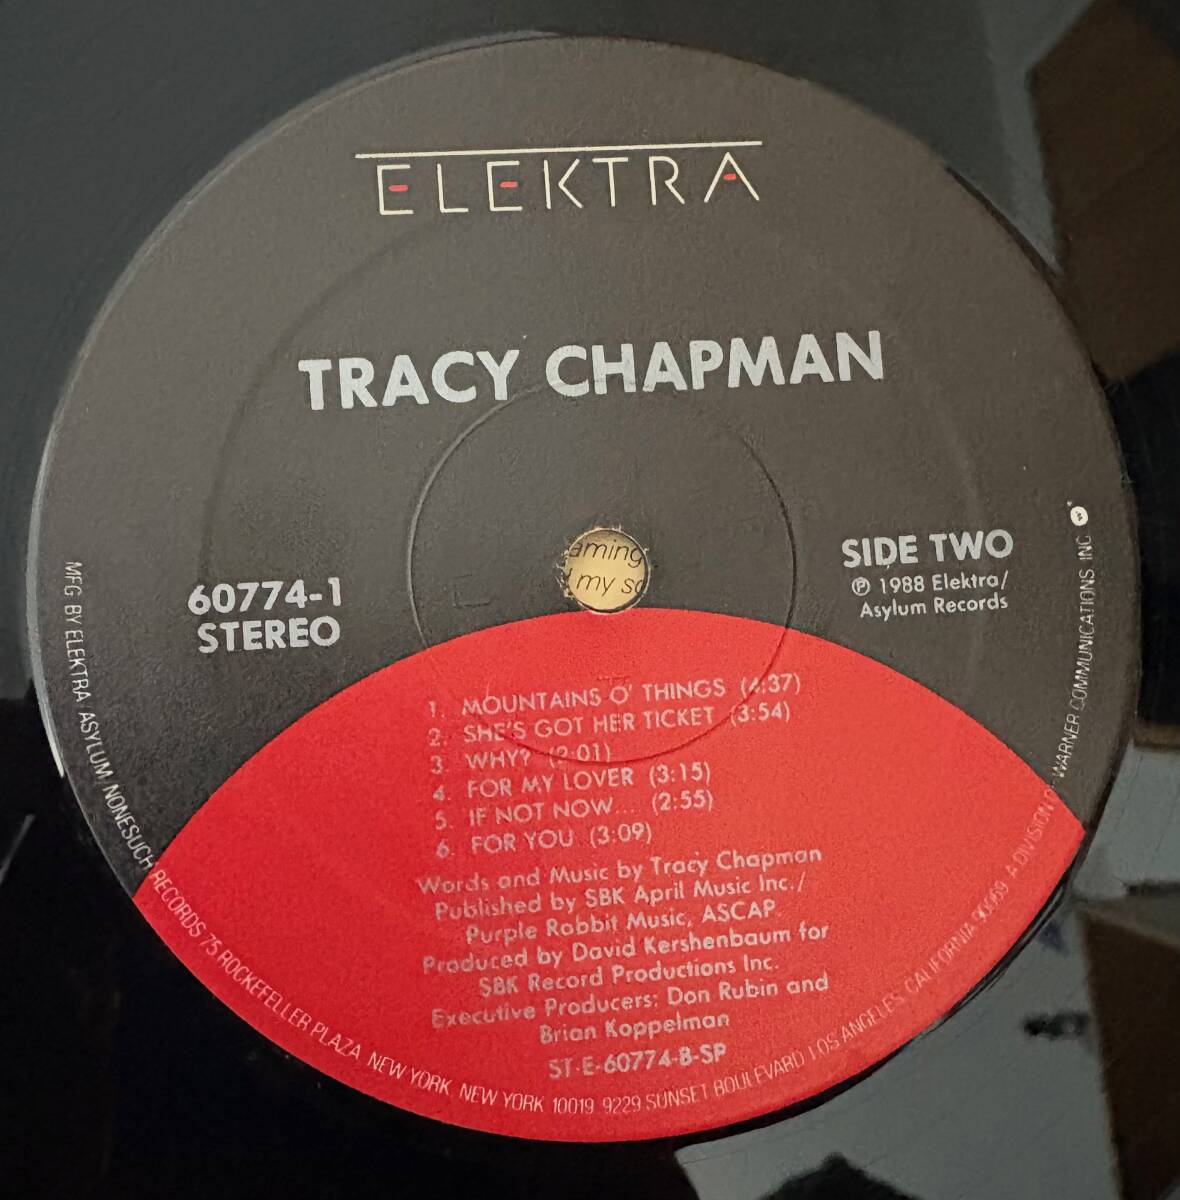 ELEKTRA
TRACY CHAPMAN
60774-1
STEREO
SIDE TWO
℗ 1988 Elektra/
Asylum Records
aming
my so
1. MOUNTAINS O' THINGS (4:37)
2. SHE'S GOT HER TICKET (3:54)
3. WHY? (2:01)
4. FOR MY LOVER (3:15)
5. IF NOT NOW... (2:55)
6. FOR YOU (3:09)
Words and Music by Tracy Chapman
Published by SBK April Music Inc./
Purple Rabbit Music, ASCAP
Produced by David Kershenbaum for
SBK Record Productions Inc.
Executive Producers: Don Rubin and
Brian Koppelman
ST-E-60774-B-SP
MFG BY ELEKTRA/ASYLUM/NONESUCH RECORDS 75 ROCKEFELLER PLAZA, NEW YORK, NEW YORK 10019 9229 SUNSET BOULEVARD LOS ANGELES CALIFORNIA 90069 A DIVISION OF WARNER COMMUNICATIONS INC.